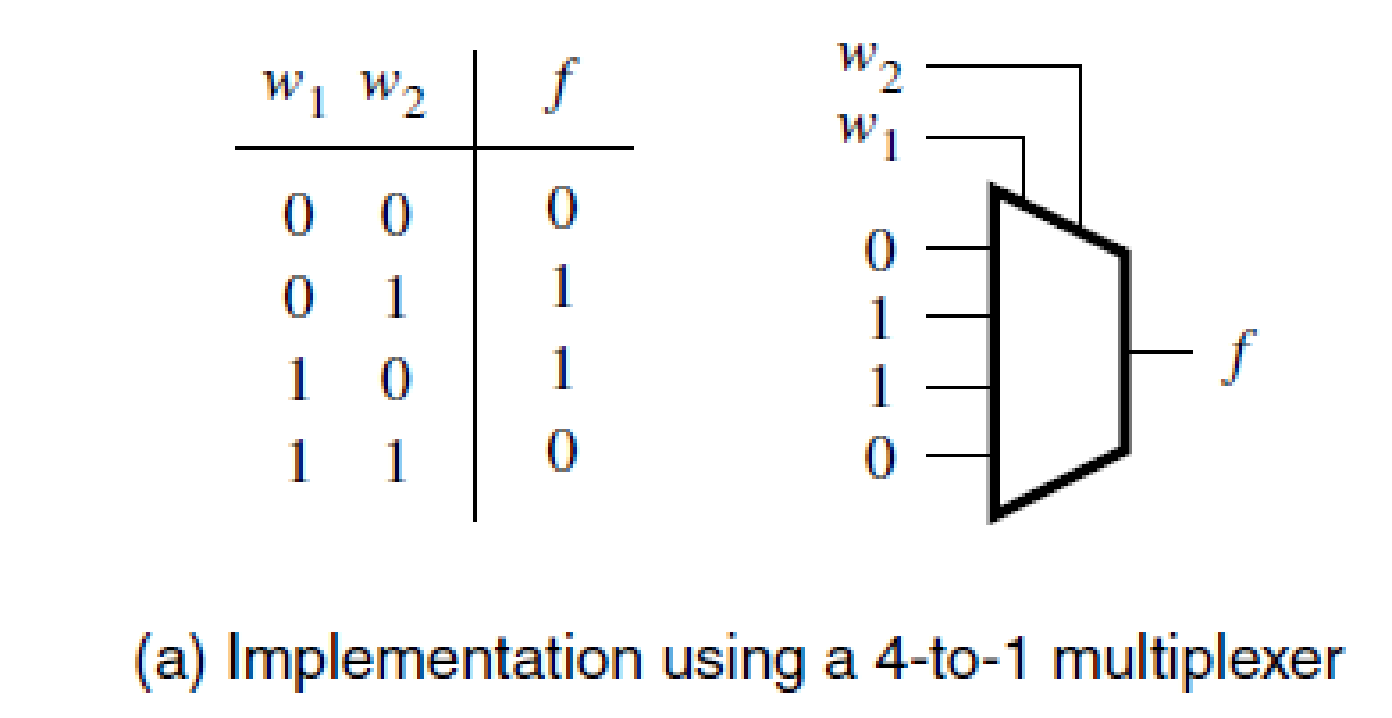 w1 w2 f
0 0 0
0 1 1
1 0 1
1 1 0
w2
w1
0
1
1
0
f
(a) Implementation using a 4-to-1 multiplexer